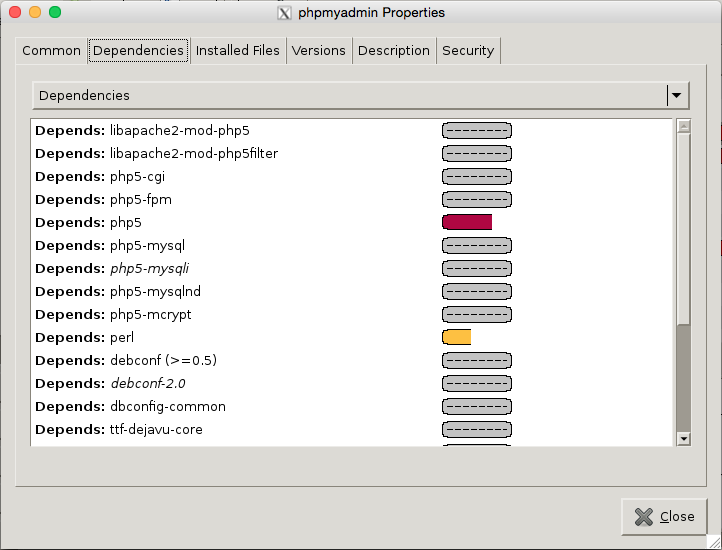 phpmyadmin Properties
Common Dependencies Installed Files Versions Description Security
Dependencies
Depends: libapache2-mod-php5
Depends: libapache2-mod-php5filter
Depends: php5-cgi
Depends: php5-fpm
Depends: php5
Depends: php5-mysql
Depends: php5-mysqli
Depends: php5-mysqlnd
Depends: php5-mcrypt
Depends: perl
Depends: debconf (>=0.5)
Depends: debconf-2.0
Depends: dbconfig-common
Depends: ttf-dejavu-core
Close